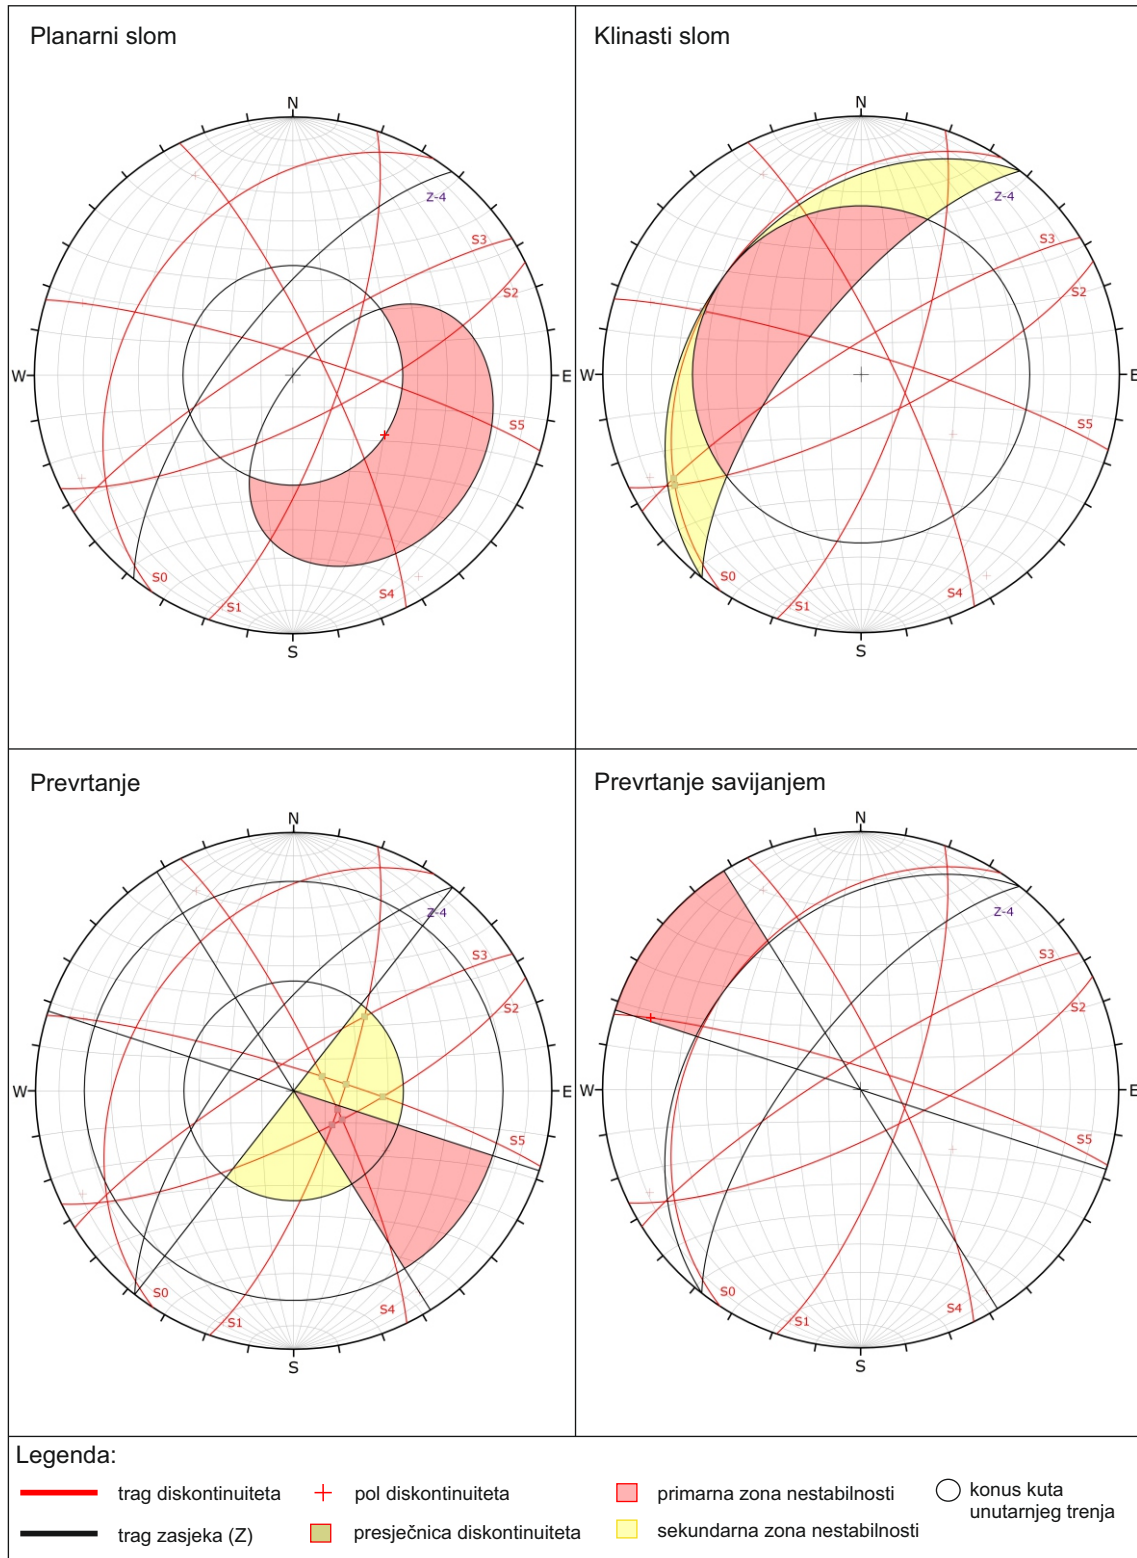 Planarni slom
N
Z-4
S3
S2
W
E
S5
S0
S1
S4
S
Klinasti slom
N
Z-4
S3
S2
W
E
S5
S0
S1
S4
S
Prevrtanje
N
Z-4
S3
S2
W
E
S5
S0
S1
S4
S
Prevrtanje savijanjem
N
Z-4
S3
S2
W
E
S5
S0
S1
S4
S
Legenda:
trag diskontinuiteta
pol diskontinuiteta
primarna zona nestabilnosti
konus kuta
unutarnjeg trenja
trag zasjeka (Z)
presječnica diskontinuiteta
sekundarna zona nestabilnosti